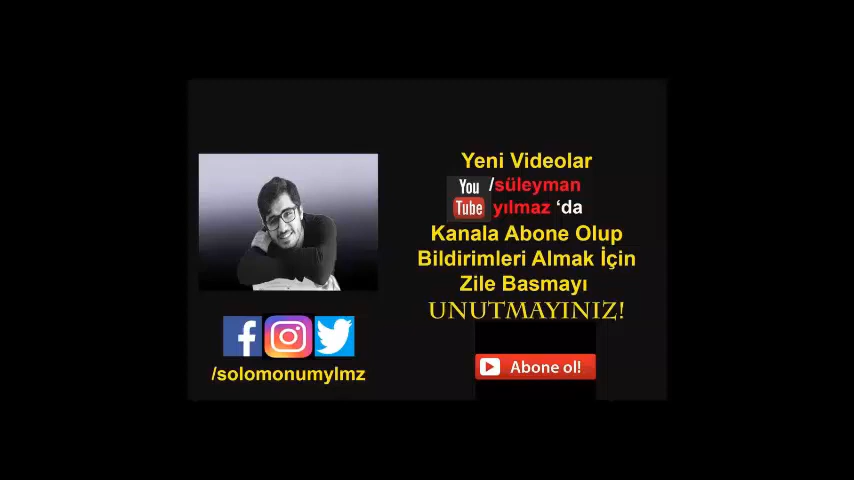 Yeni Videolar
You /süleyman
Tube yılmaz ‘da
Kanala Abone Olup
Bildirimleri Almak İçin
Zile Basmayı
UNUTMAYINIZ!
Abone ol!
/solomonumylmz